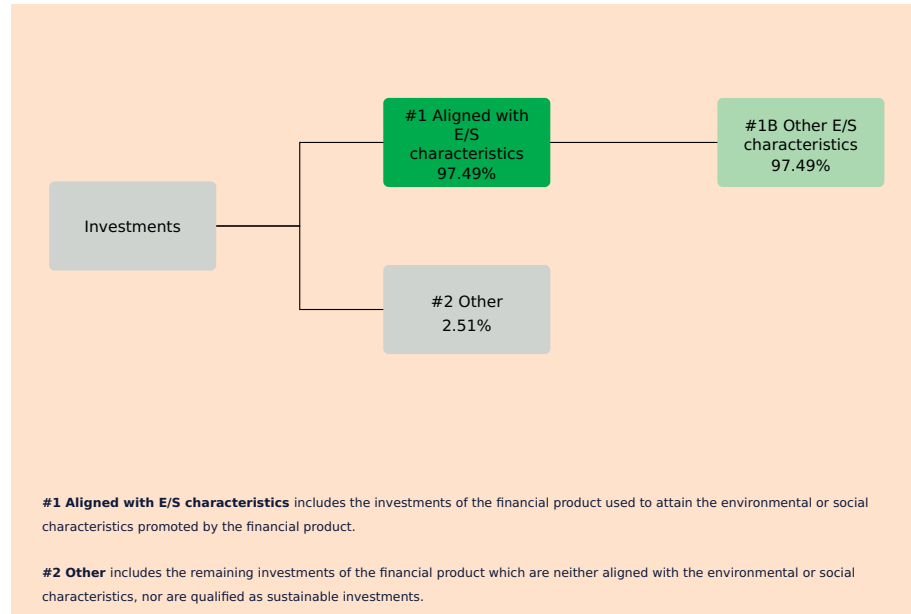 #1 Aligned with
E/S
characteristics
97.49%
#1B Other E/S
characteristics
97.49%
Investments
#2 Other
2.51%
#1 Aligned with E/S characteristics includes the investments of the financial product used to attain the environmental or social
characteristics promoted by the financial product.
#2 Other includes the remaining investments of the financial product which are neither aligned with the environmental or social
characteristics, nor are qualified as sustainable investments.